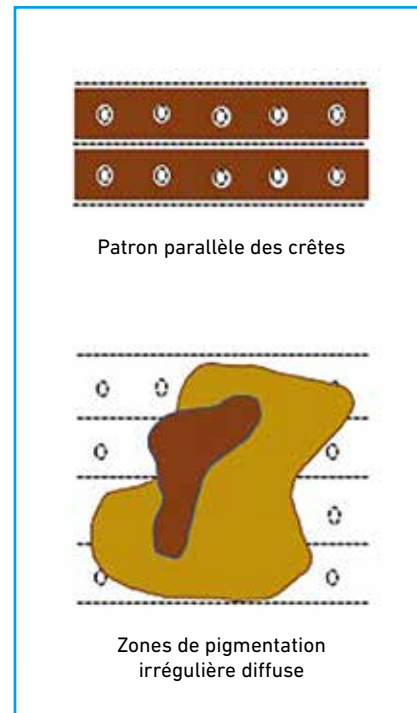 Patron parallèle des crêtes
Zones de pigmentation
irrégulière diffuse